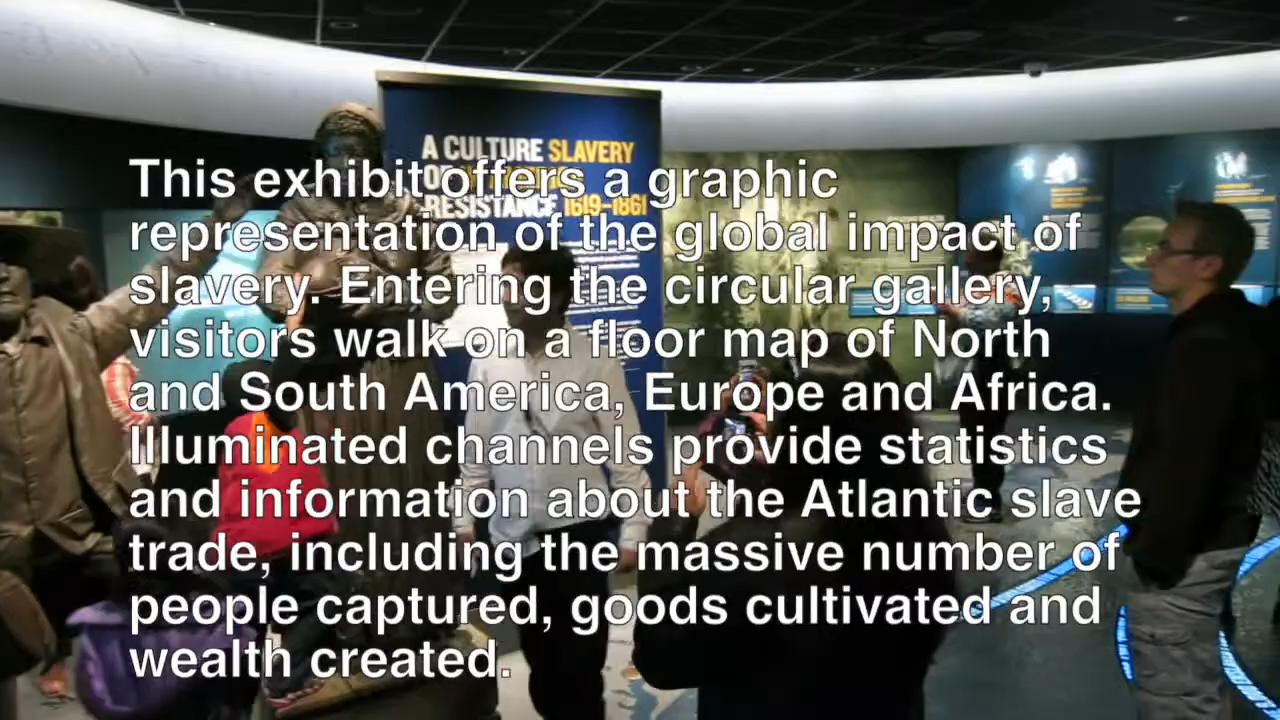 A CULTURE SLAVERY
OF
RESISTANCE 1619–1861
This exhibit offers a graphic
representation of the global impact of
slavery. Entering the circular gallery,
visitors walk on a floor map of North
and South America, Europe and Africa.
Illuminated channels provide statistics
and information about the Atlantic slave
trade, including the massive number of
people captured, goods cultivated and
wealth created.